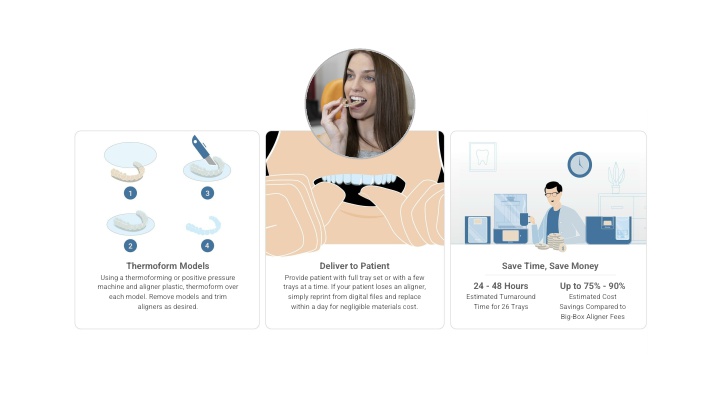 1
3
2
4
Thermoform Models
Using a thermoforming or positive pressure
machine and aligner plastic, thermoform over
each model. Remove models and trim
aligners as desired.
Deliver to Patient
Provide patient with full tray set or with a few
trays at a time. If your patient loses an aligner,
simply reprint from digital files and replace
within a day for negligible materials cost.
Save Time, Save Money
24 - 48 Hours
Estimated Turnaround
Time for 26 Trays
Up to 75% - 90%
Estimated Cost
Savings Compared to
Big-Box Aligner Fees